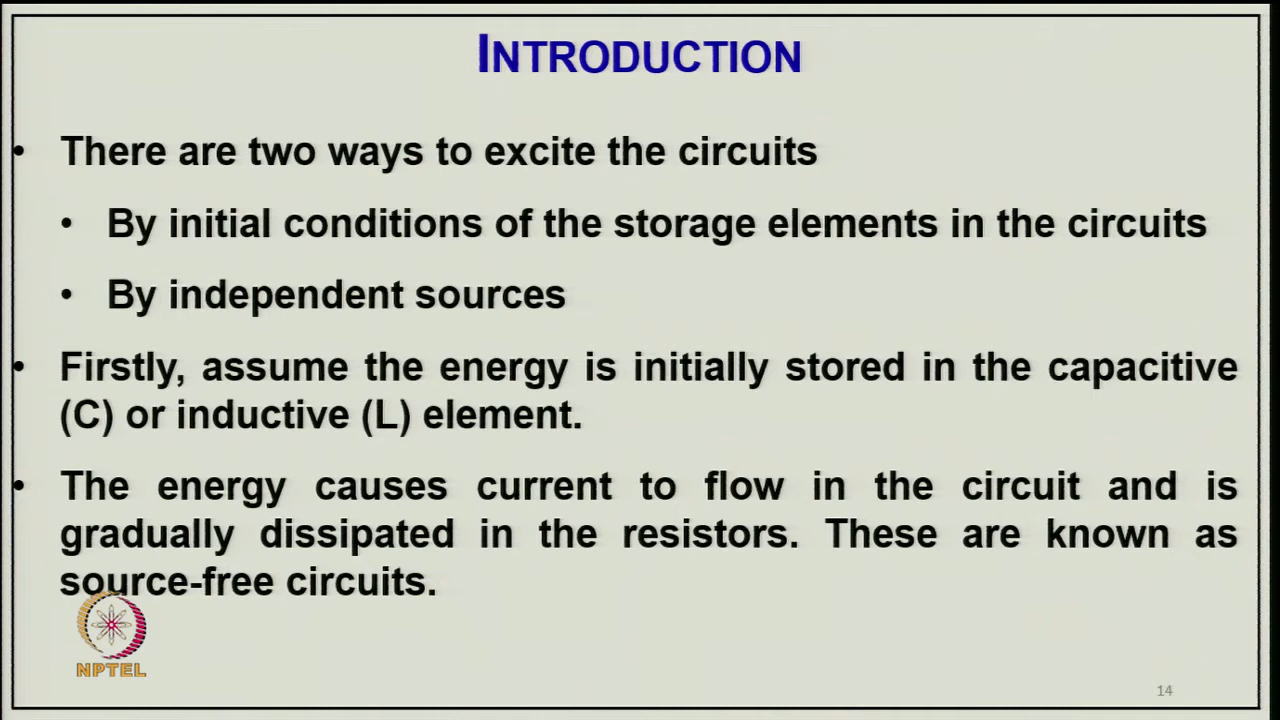 INTRODUCTION
• There are two ways to excite the circuits
• By initial conditions of the storage elements in the circuits
• By independent sources
• Firstly, assume the energy is initially stored in the capacitive
(C) or inductive (L) element.
• The energy causes current to flow in the circuit and is
gradually dissipated in the resistors. These are known as
source-free circuits.
NPTEL
14